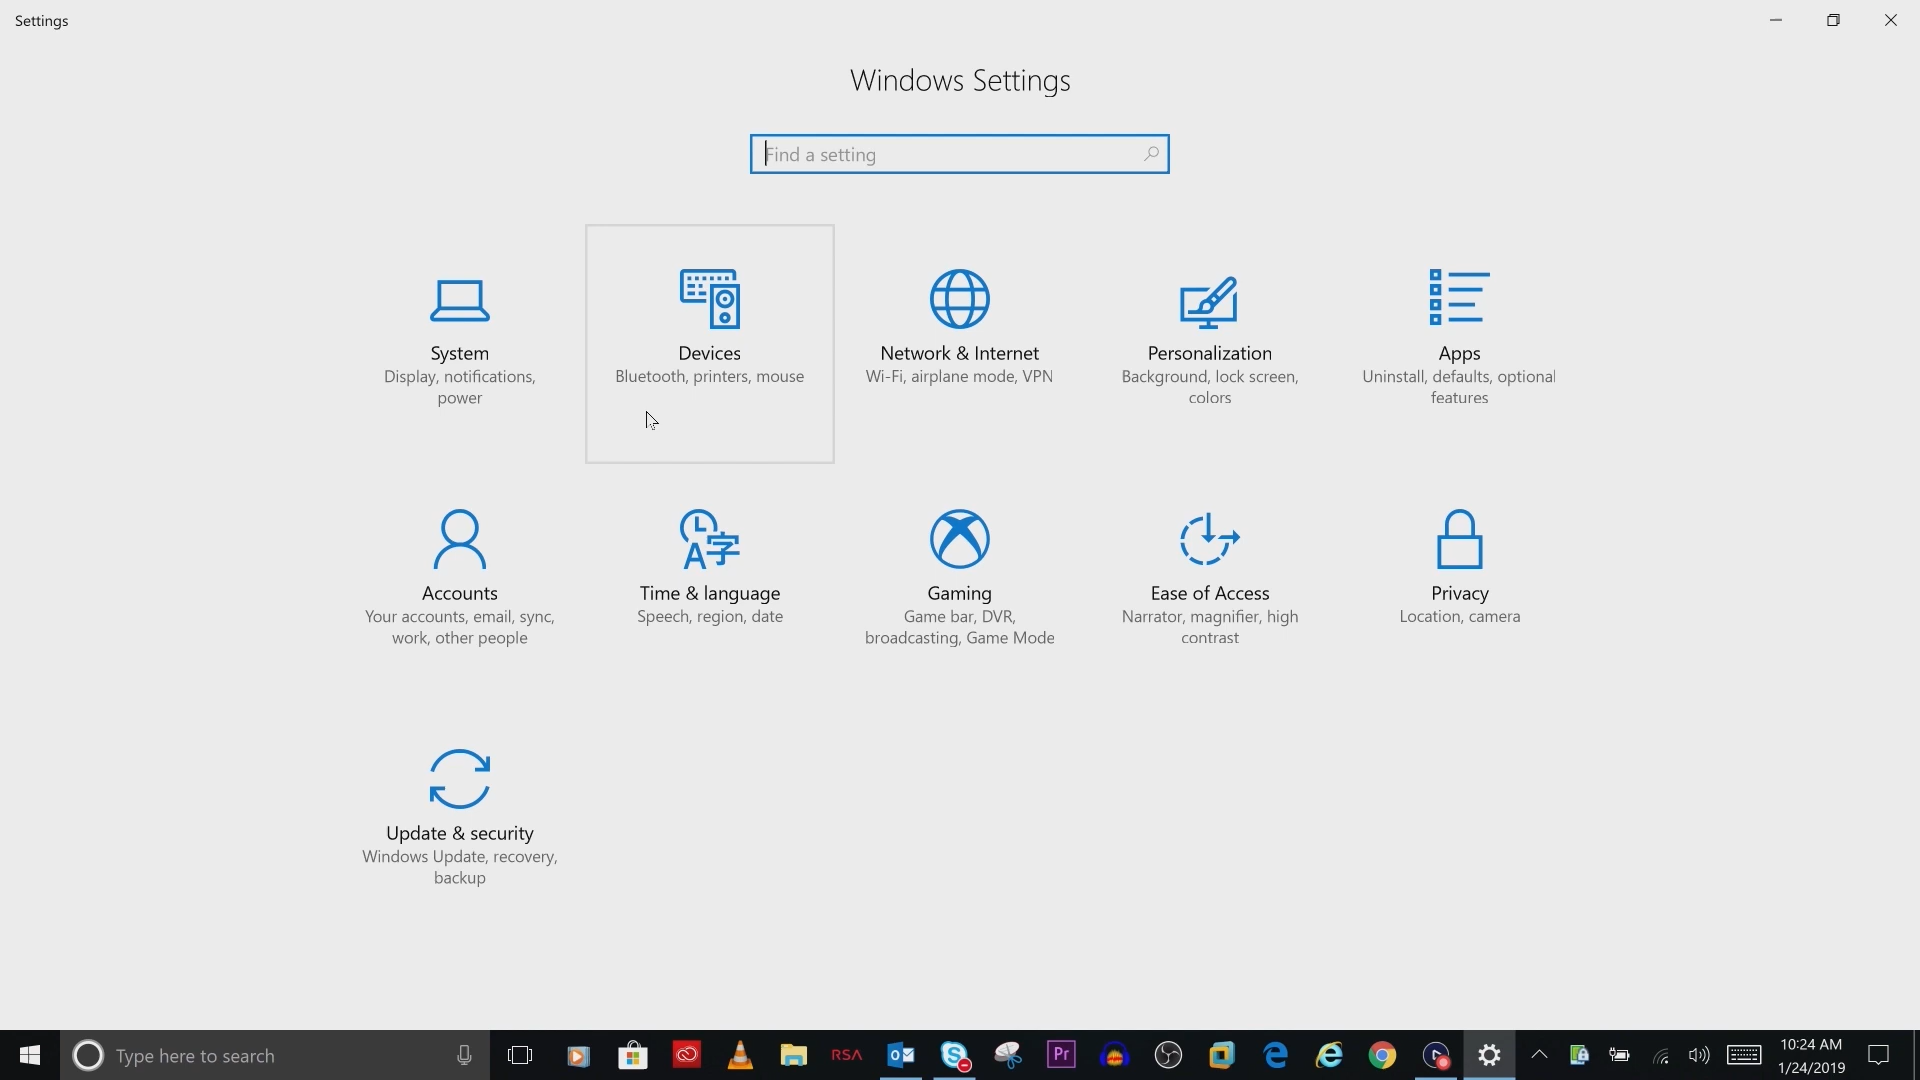 Settings
Windows Settings
Find a setting
System
Display, notifications,
power
Devices
Bluetooth, printers, mouse
Network & Internet
Wi-Fi, airplane mode, VPN
Personalization
Background, lock screen,
colors
Apps
Uninstall, defaults, optional
features
Accounts
Your accounts, email, sync,
work, other people
A字
Time & language
Speech, region, date
Gaming
Game bar, DVR,
broadcasting, Game Mode
Ease of Access
Narrator, magnifier, high
contrast
Privacy
Location, camera
Update & security
Windows Update, recovery,
backup
Type here to search
RSA
Pr
10:24 AM
1/24/2019